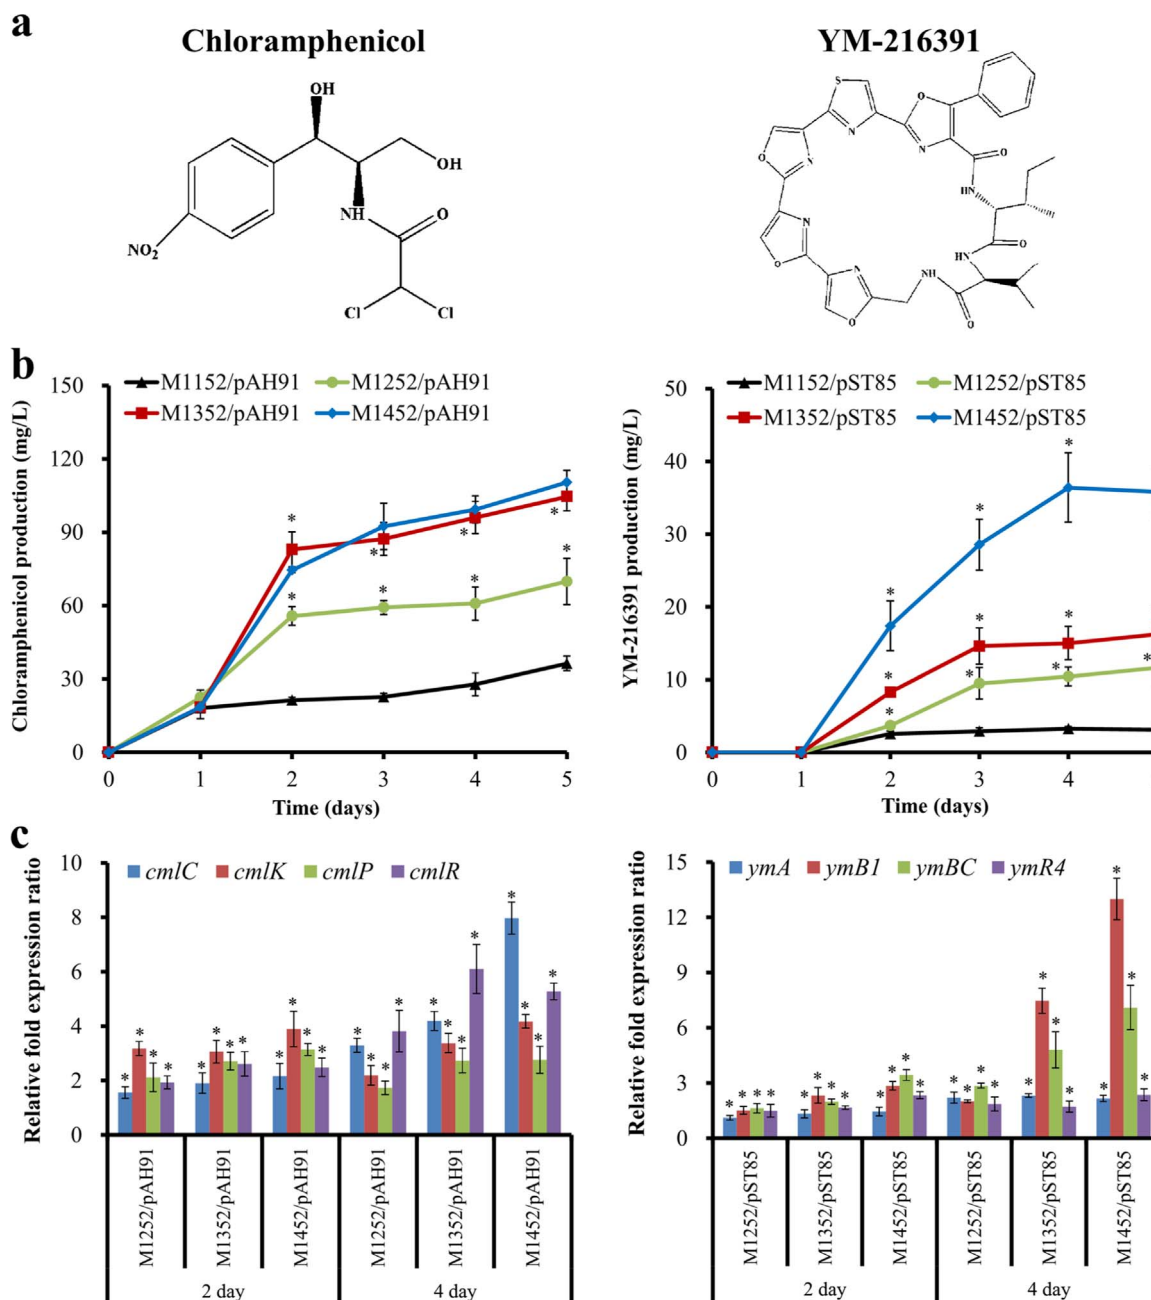 a
Chloramphenicol
YM-216391
OH
OH
NH
O
NO2
Cl
Cl
S
N
O
N
O
N
N
O
N
O
O
HN
O
HN
NH
O
b
M1152/pAH91
M1252/pAH91
M1352/pAH91
M1452/pAH91
Chloramphenicol production (mg/L)
150
120
90
60
30
0
* * * * * * * *
0 1 2 3 4 5
Time (days)
M1152/pST85
M1252/pST85
M1352/pST85
M1452/pST85
YM-216391 production (mg/L)
50
40
30
20
10
0
* * * * * * * * * *
0 1 2 3 4
Time (days)
c
cmlC cmlK cmlP cmlR
Relative fold expression ratio
10
8
6
4
2
0
* * * * * * * * * * * * * * * * * * * * * * * *
M1252/pAH91
M1352/pAH91
M1452/pAH91
M1252/pAH91
M1352/pAH91
M1452/pAH91
2 day
4 day
ymA ymB1 ymBC ymR4
Relative fold expression ratio
15
12
9
6
3
0
* * * * * * * * * * * * * * * * * * * * * * * *
M1252/pST85
M1352/pST85
M1452/pST85
M1252/pST85
M1352/pST85
M1452/pST85
2 day
4 day